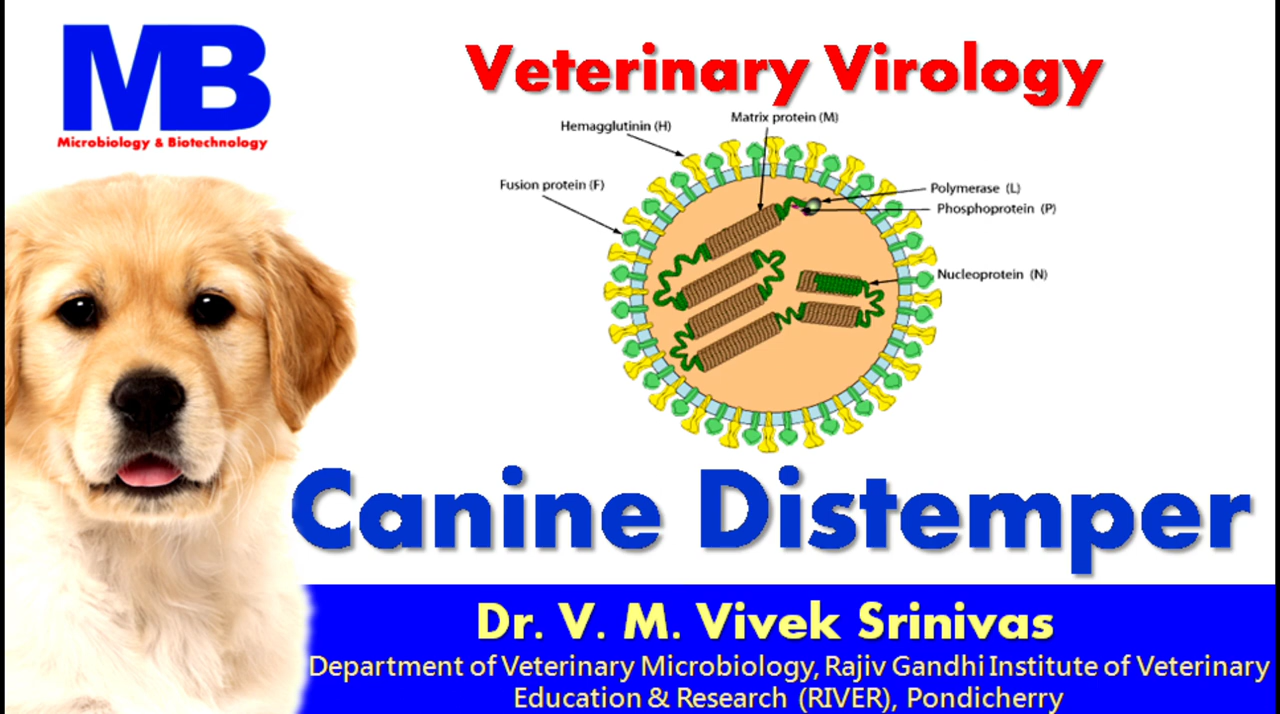 MB
Microbiology & Biotechnology
Veterinary Virology
Matrix protein (M)
Hemagglutinin (H)
Fusion protein (F)
Polymerase (L)
Phosphoprotein (P)
Nucleoprotein (N)
Canine Distemper
Dr. V. M. Vivek Srinivas
Department of Veterinary Microbiology, Rajiv Gandhi Institute of Veterinary
Education & Research (RIVER), Pondicherry